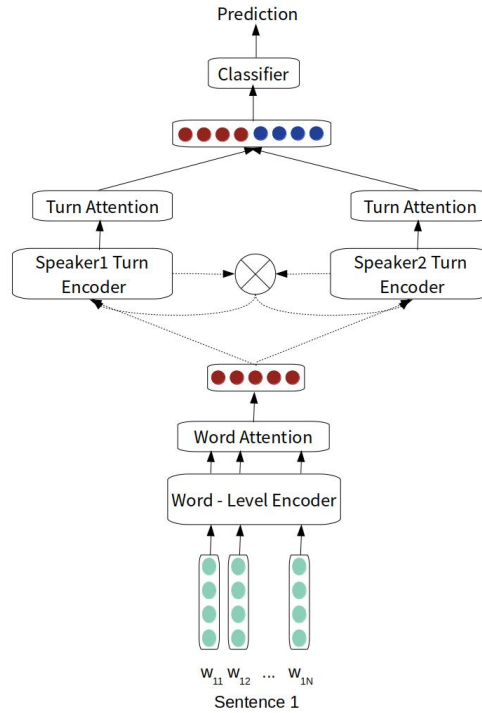 Prediction
Classifier
Turn Attention Turn Attention
Speaker1 Turn Speaker2 Turn
Encoder Encoder
Word Attention
Word - Level Encoder
w11 w12 ... w1N
Sentence 1